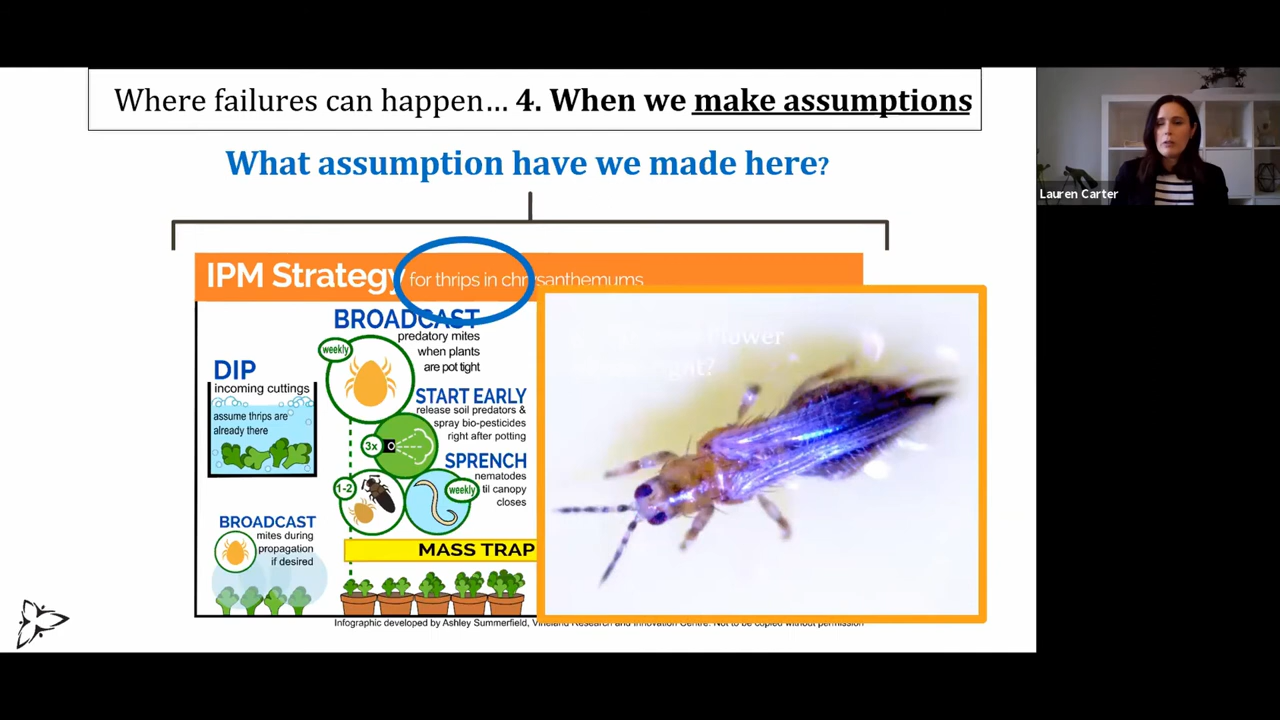 Where failures can happen... 4. When we make assumptions
What assumption have we made here?
Lauren Carter
IPM Strategy for thrips in chrysanthemums
BROADCAST
predatory mites
when plants
are pot tight
weekly
DIP
incoming cuttings
assume thrips are
already there
START EARLY
release soil predators &
spray bio-pesticides
right after potting
3x
SPRENCH
nematodes
til canopy
closes
1-2
weekly
BROADCAST
mites during
propagation
if desired
MASS TRAP
Flower
Infographic developed by Ashley Summerfield, Vineland Research and Innovation Centre. Not to be copied without permission